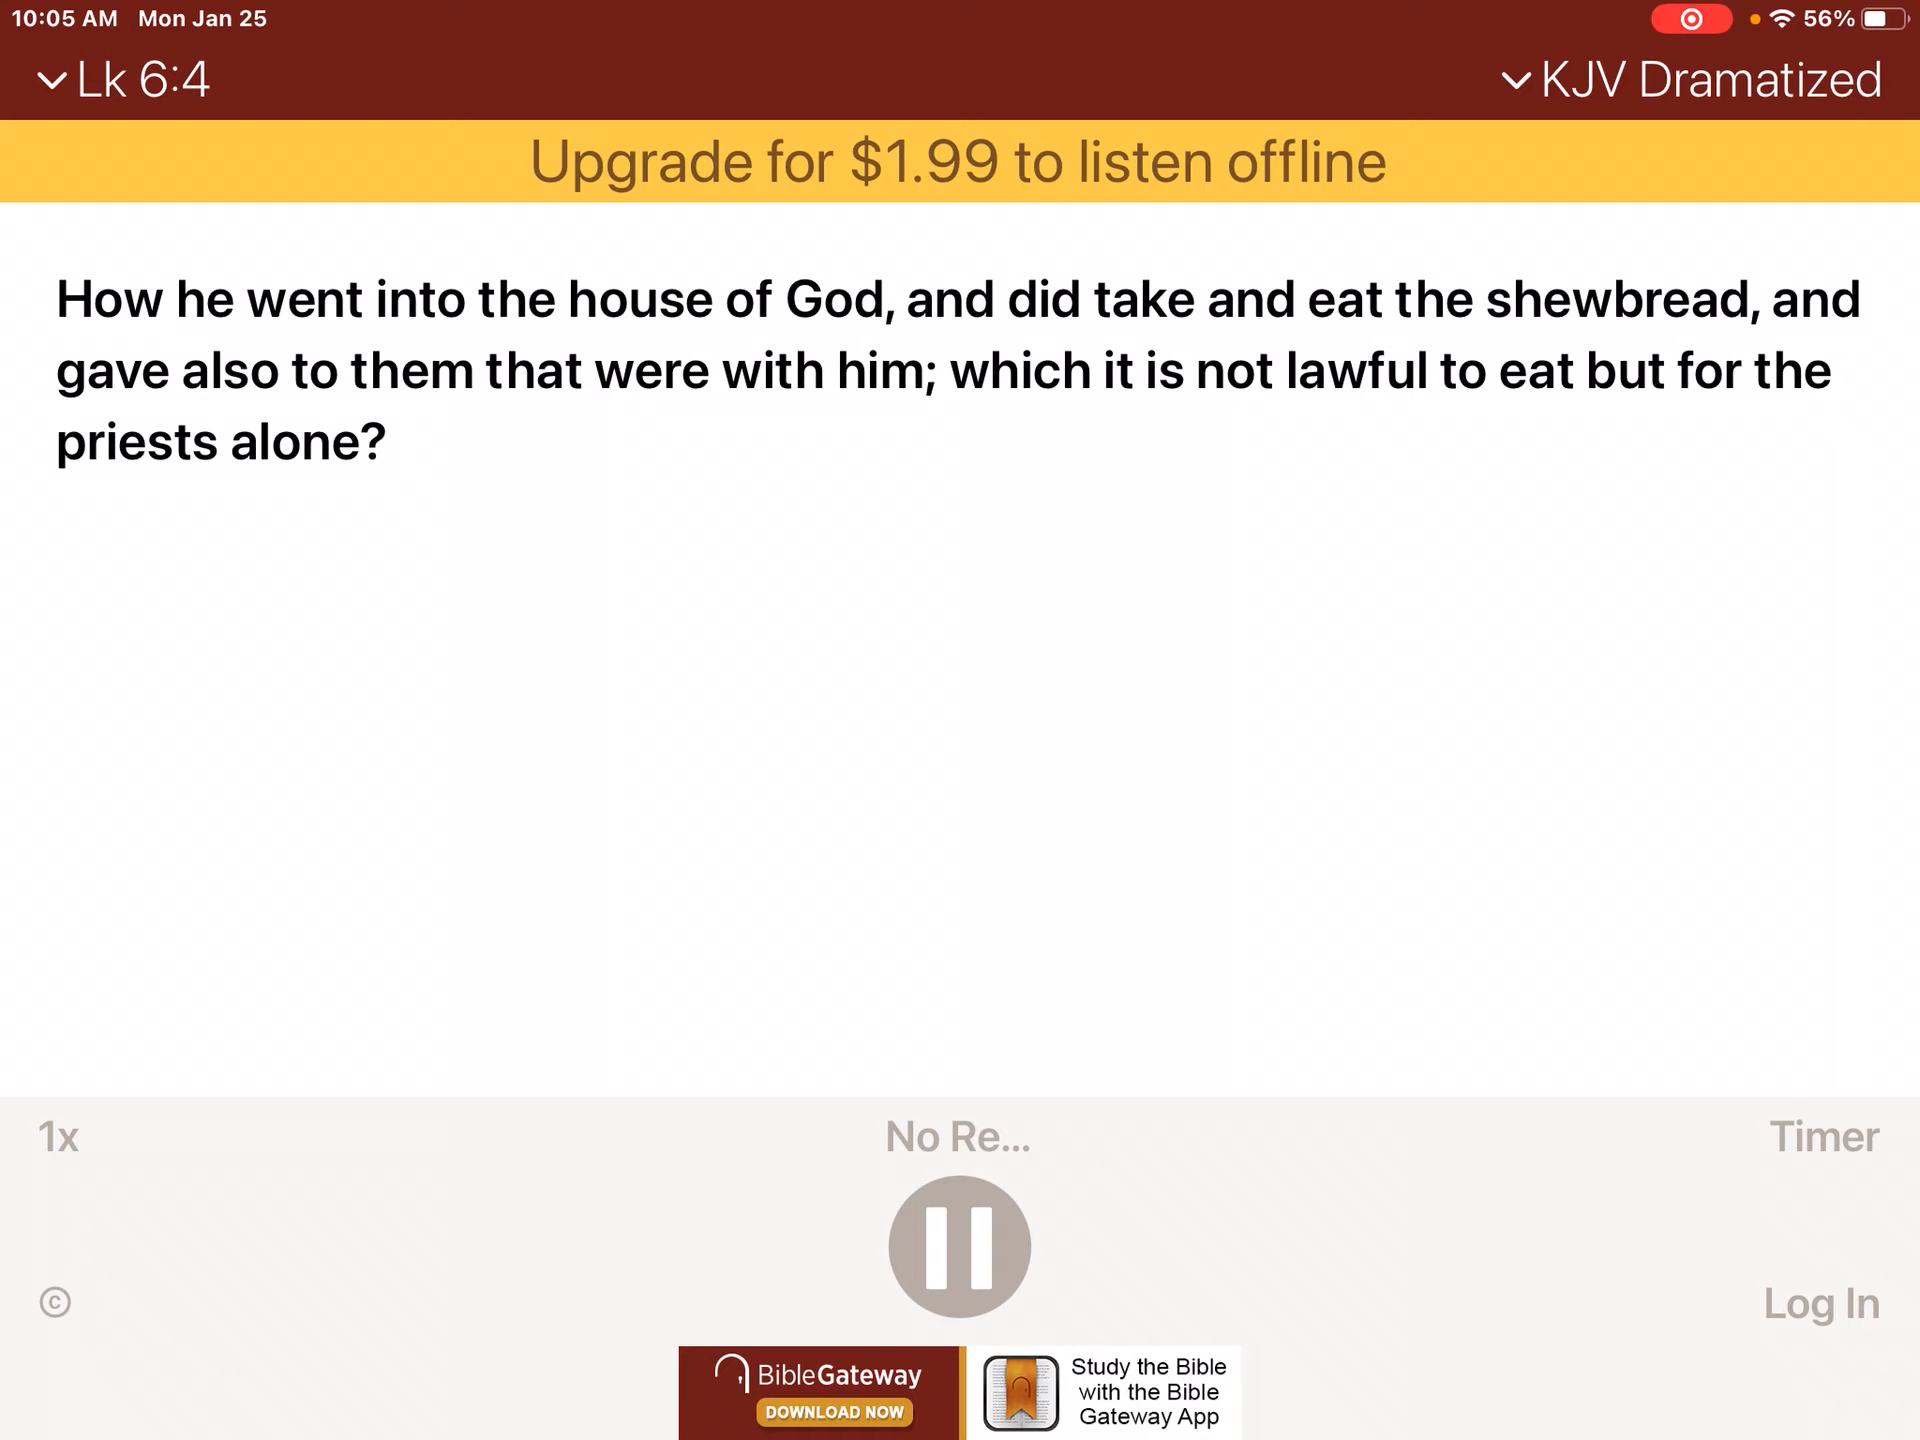 10:05 AM Mon Jan 25
56%
Lk 6:4
KJV Dramatized
Upgrade for $1.99 to listen offline
How he went into the house of God, and did take and eat the shewbread, and
gave also to them that were with him; which it is not lawful to eat but for the
priests alone?
1x
No Re...
Timer
©
Log In
BibleGateway
DOWNLOAD NOW
Study the Bible
with the Bible
Gateway App